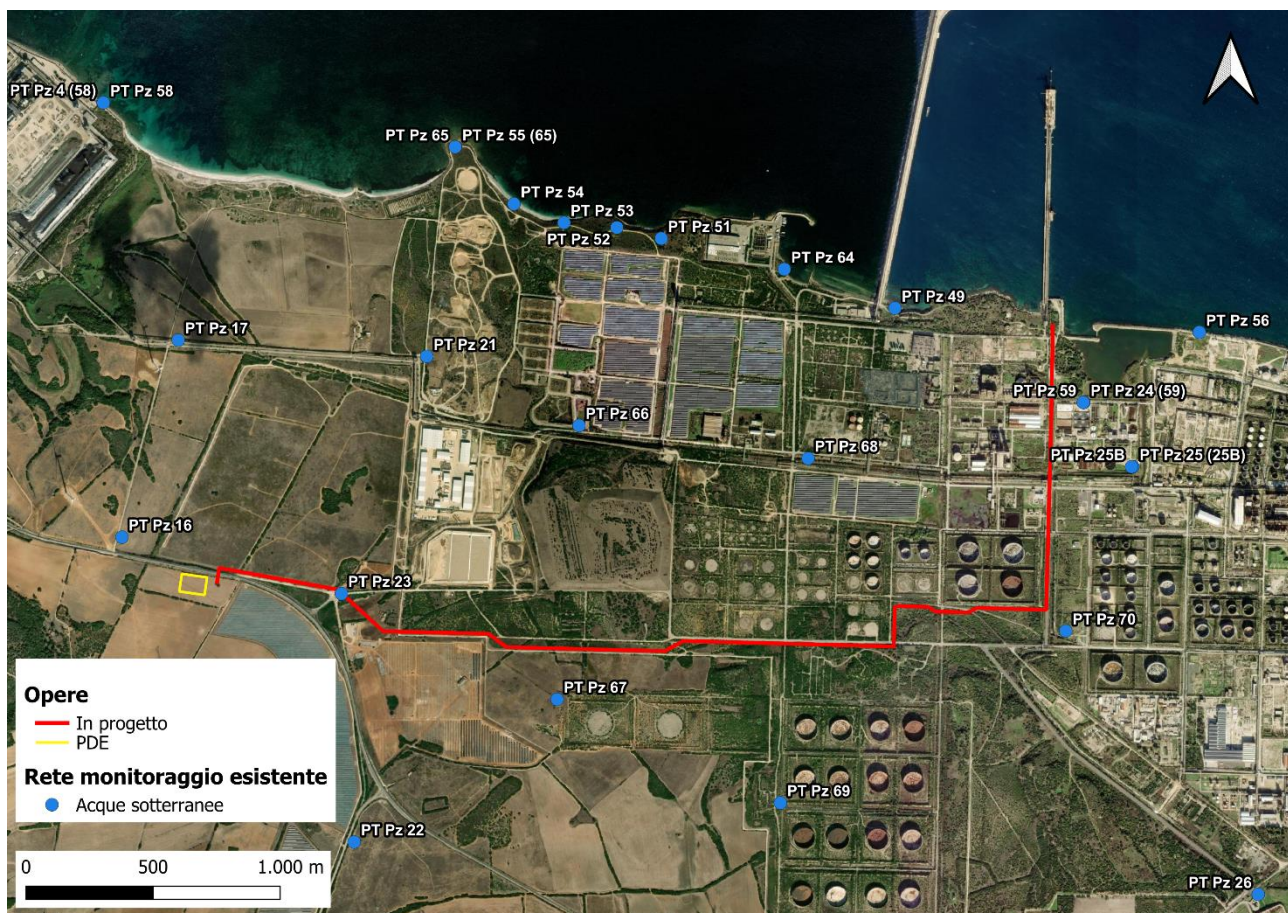 PT Pz 4 (58)
PT Pz 58
PT Pz 65
PT Pz 55 (65)
PT Pz 54
PT Pz 53
PT Pz 52
PT Pz 51
PT Pz 64
PT Pz 49
PT Pz 56
PT Pz 17
PT Pz 21
PT Pz 59
PT Pz 24 (59)
PT Pz 66
PT Pz 68
PT Pz 25B
PT Pz 25 (25B)
PT Pz 16
PT Pz 23
PT Pz 70
PT Pz 67
PT Pz 69
PT Pz 22
PT Pz 26
Opere
In progetto
PDE
Rete monitoraggio esistente
Acque sotterranee
0 500 1.000 m